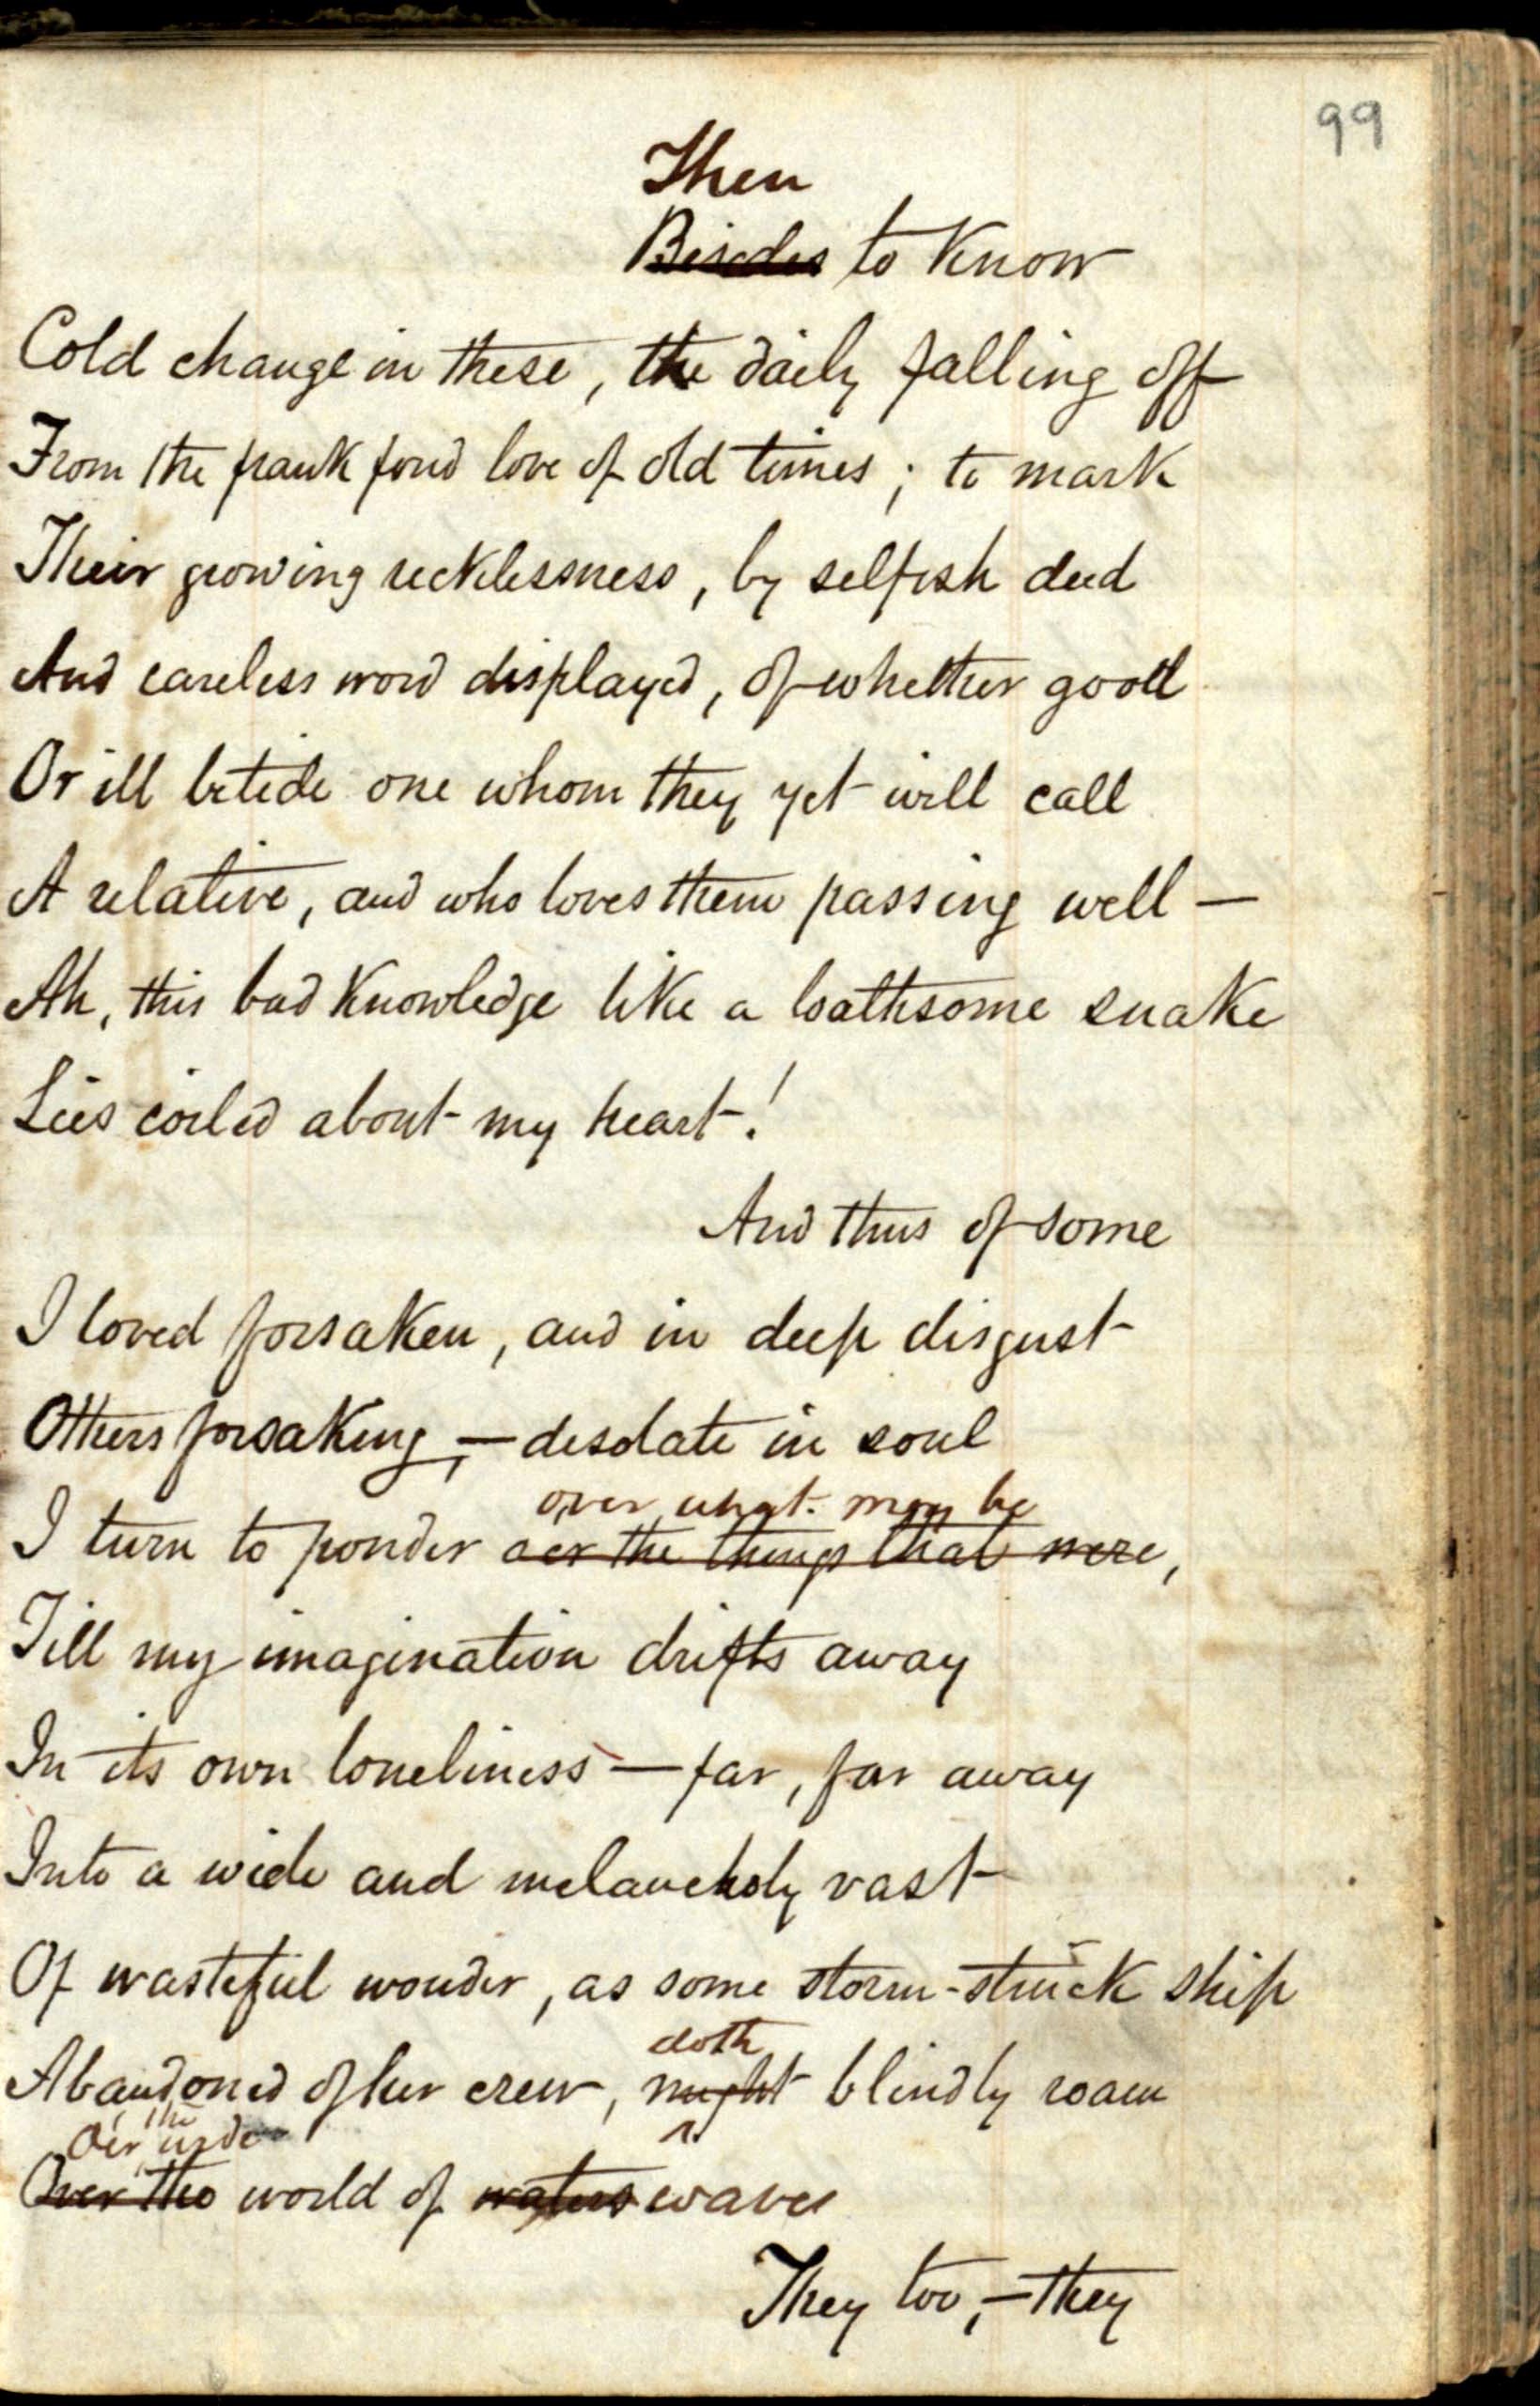 99
Then
Besides to Know
Cold change in these, the daily falling off
From the frank fond love of old times; to mark
Their growing recklessness, by selfish deed
And careless word displayed, of whether good
Or ill betide one whom they yet will call
A relative, and who loves them passing well —
Ah, this bad Knowledge like a loathsome snake
Lies coiled about my heart!
And thus of some
I loved forsaken, and in deep disgust
Others forsaking, — desolate in soul
over what may be
I turn to ponder oer the things that were,
Till my imagination drifts away
In its own loneliness — far, far away
Into a wide and melancholy vast
Of wasteful wonder, as some storm-struck ship
doth
Abandoned of her crew, might blindly roam
the
Oer wide
Over the world of waters waves
They too, — they